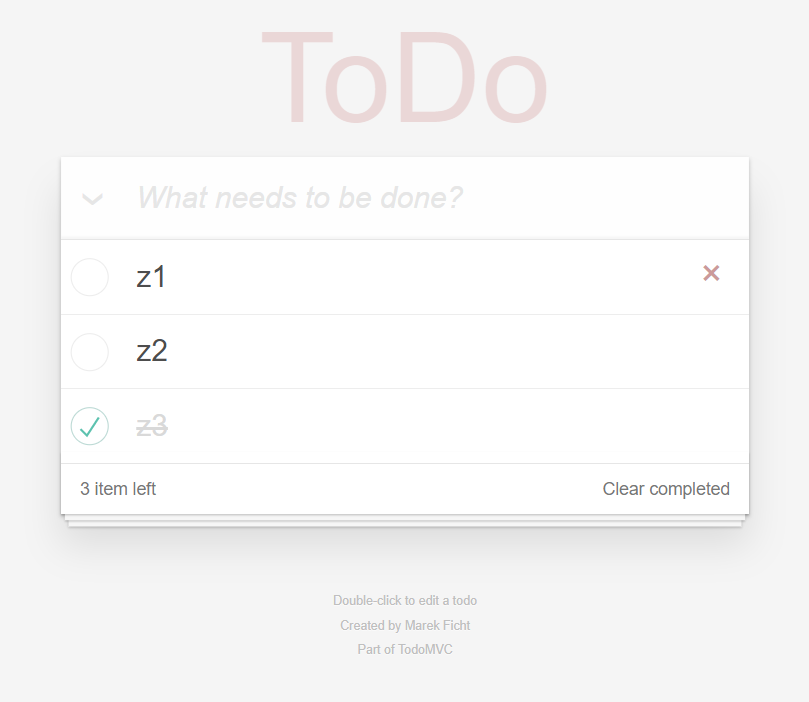 ToDo
What needs to be done?
z1
z2
z3
3 item left Clear completed
Double-click to edit a todo
Created by Marek Ficht
Part of TodoMVC